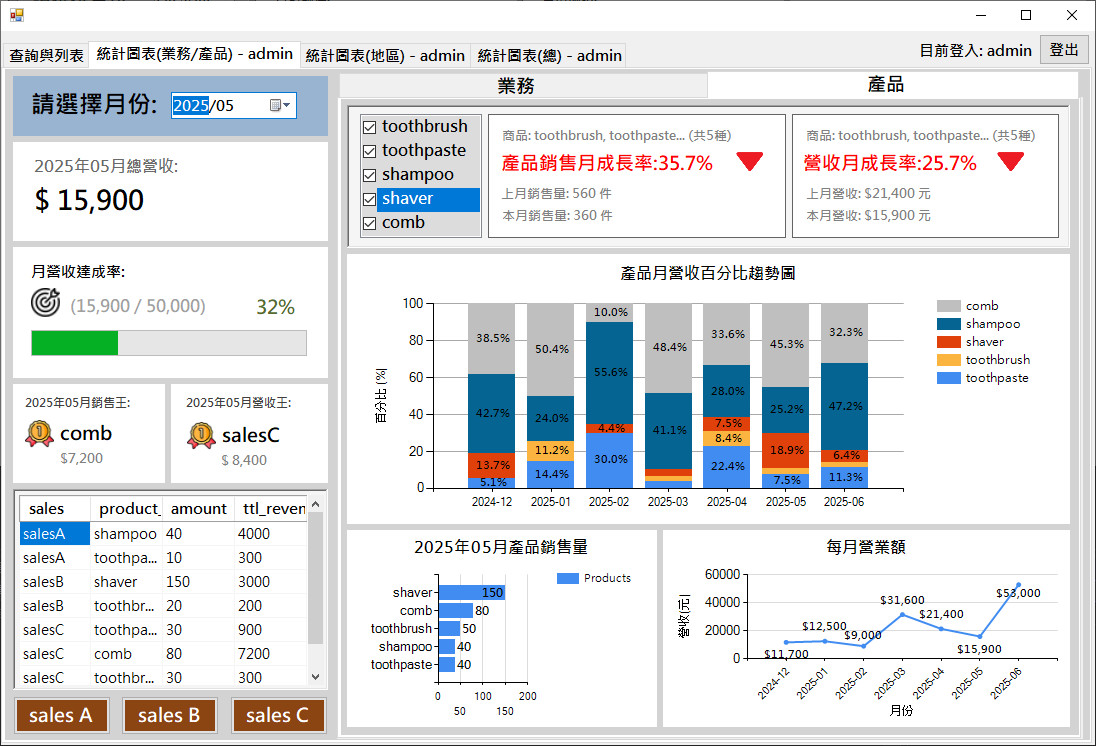 查詢與列表
統計圖表(業務/產品) - admin
統計圖表(地區) - admin
統計圖表(總) - admin
目前登入: admin
登出
請選擇月份:
2025/05
2025年05月總營收:
$ 15,900
月營收達成率:
(15,900 / 50,000)
32%
2025年05月銷售王:
1
comb
$7,200
2025年05月營收王:
1
salesC
$ 8,400
sales product_ amount ttl_reven
salesA shampoo 40 4000
salesA toothpa... 10 300
salesB shaver 150 3000
salesB toothbr... 20 200
salesC toothpa... 30 900
salesC comb 80 7200
salesC toothbr... 30 300
sales A
sales B
sales C
業務
產品
toothbrush
toothpaste
shampoo
shaver
comb
商品: toothbrush, toothpaste... (共5種)
產品銷售月成長率:35.7%
上月銷售量: 560 件
本月銷售量: 360 件
商品: toothbrush, toothpaste... (共5種)
營收月成長率:25.7%
上月營收: $21,400 元
本月營收: $15,900 元
產品月營收百分比趨勢圖
百分比 (%)
100
80
60
40
20
0
38.5%
42.7%
13.7%
5.1%
50.4%
24.0%
11.2%
14.4%
10.0%
55.6%
4.4%
30.0%
48.4%
41.1%
33.6%
28.0%
7.5%
8.4%
22.4%
45.3%
25.2%
18.9%
7.5%
32.3%
47.2%
6.4%
11.3%
2024-12 2025-01 2025-02 2025-03 2025-04 2025-05 2025-06
comb
shampoo
shaver
toothbrush
toothpaste
2025年05月產品銷售量
shaver 150
comb 80
toothbrush 50
shampoo 40
toothpaste 40
0 100 200
50 150
Products
每月營業額
營收(元)
60000
40000
20000
0
$11,700
$12,500
$9,000
$31,600
$21,400
$15,900
$53,000
2024-12 2025-01 2025-02 2025-03 2025-04 2025-05 2025-06
月份